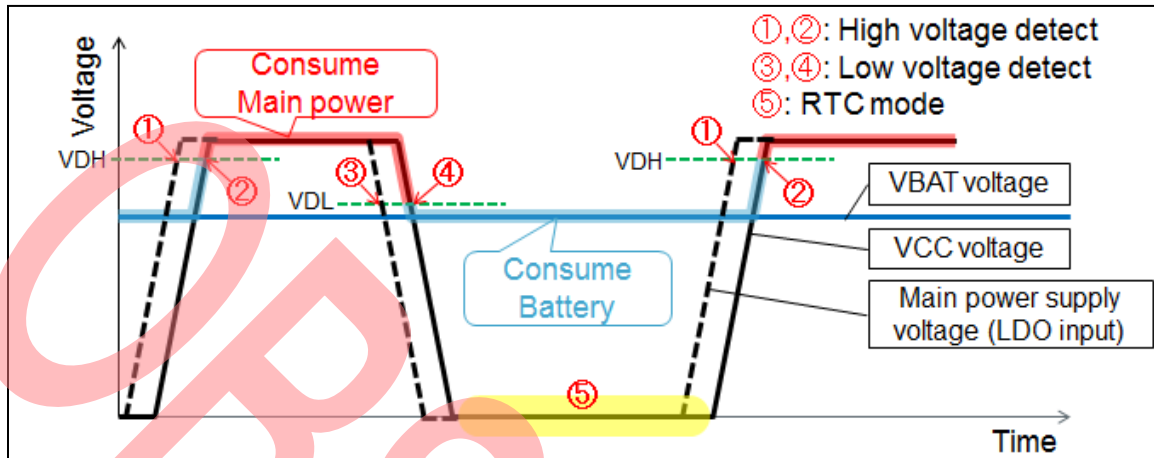 ①,②: High voltage detect
③,④: Low voltage detect
⑤: RTC mode
Voltage
Consume
Main power
①
VDH
②
③
④
VDL
①
VDH
②
VBAT voltage
VCC voltage
Main power supply
voltage (LDO input)
Consume
Battery
⑤
Time